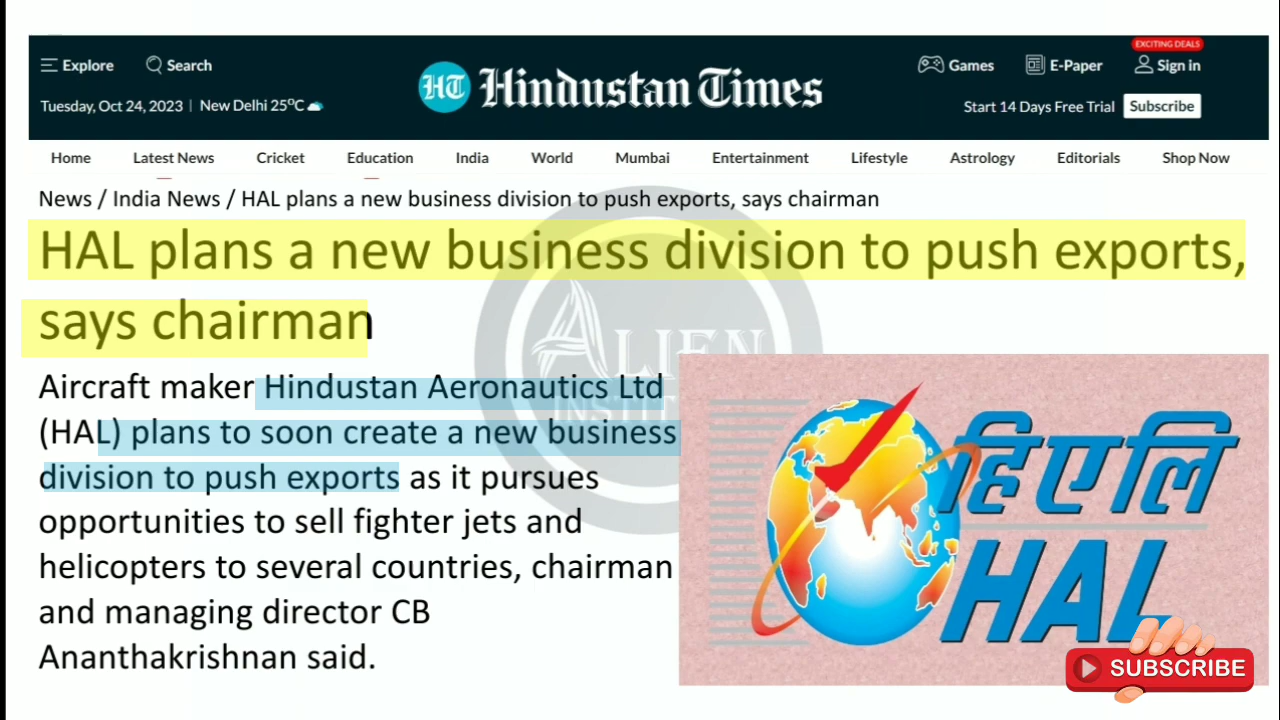 EXCITING DEALS
Explore Search
HT Hindustan Times
Games E-Paper Sign in
Tuesday, Oct 24, 2023 | New Delhi 25°C
Start 14 Days Free Trial Subscribe
Home Latest News Cricket Education India World Mumbai Entertainment Lifestyle Astrology Editorials Shop Now
News / India News / HAL plans a new business division to push exports, says chairman
HAL plans a new business division to push exports,
says chairman
Aircraft maker Hindustan Aeronautics Ltd
(HAL) plans to soon create a new business
division to push exports as it pursues
opportunities to sell fighter jets and
helicopters to several countries, chairman
and managing director CB
Ananthakrishnan said.
ALIEN
हिएलि
HAL
SUBSCRIBE